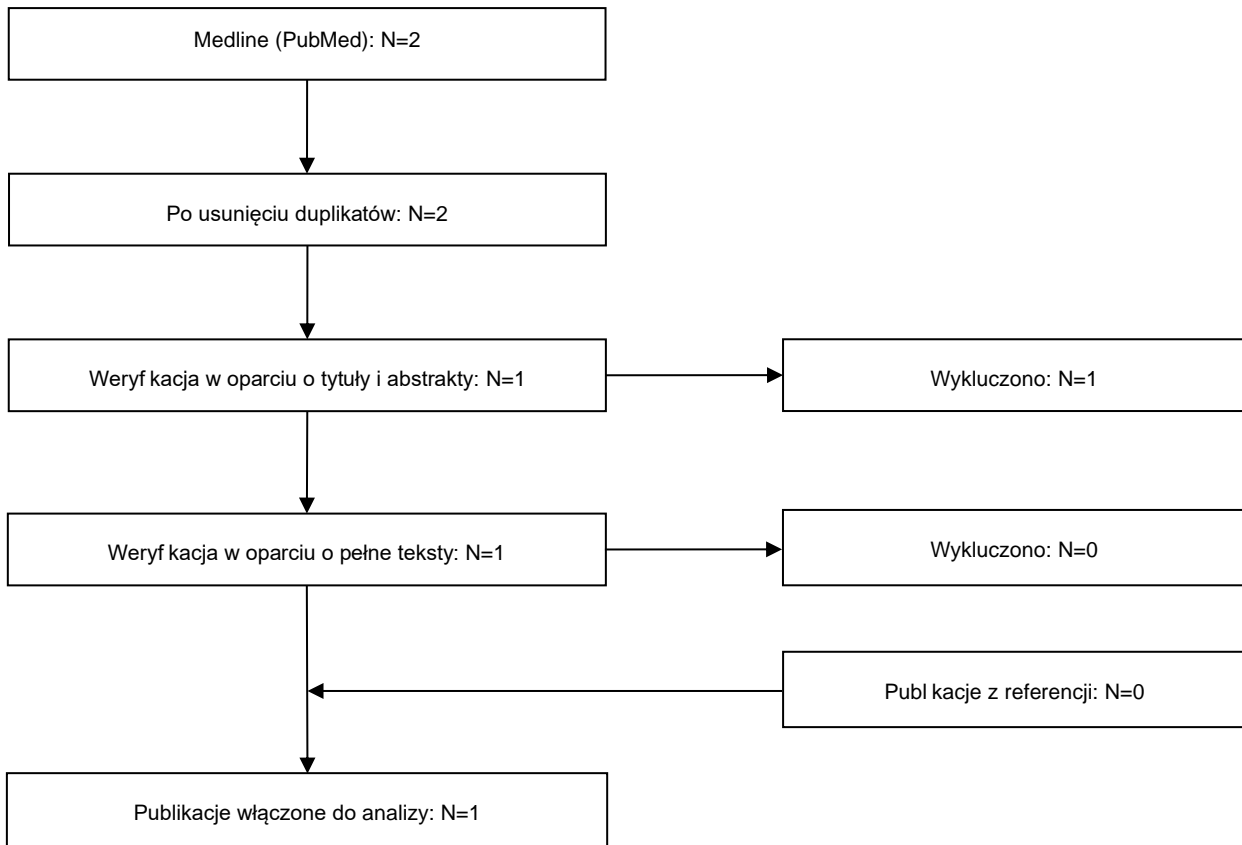 Medline (PubMed): N=2
Po usunięciu duplikatów: N=2
Weryf kacja w oparciu o tytuły i abstrakty: N=1
Wykluczono: N=1
Weryf kacja w oparciu o pełne teksty: N=1
Wykluczono: N=0
Publ kacje z referencji: N=0
Publikacje włączone do analizy: N=1